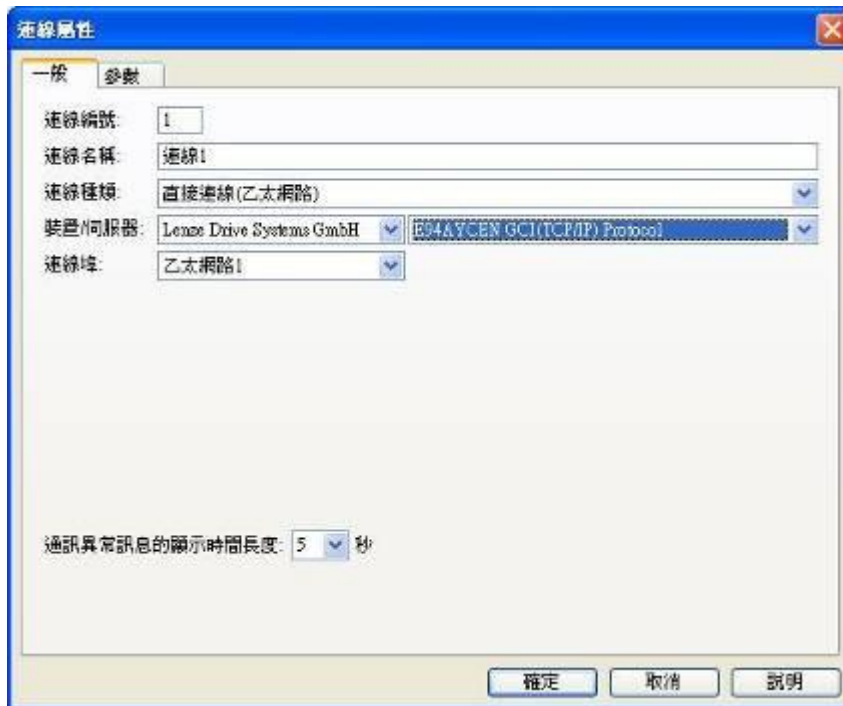 連線屬性
一般 參數
連線編號: 1
連線名稱: 連線1
連線種類: 直接連線(乙太網路)
裝置/伺服器: Lenze Drive Systems GmbH E94AYCEN GCI(TCP/IP) Protocol
連線埠: 乙太網路1
通訊異常訊息的顯示時間長度: 5 秒
確定 取消 說明